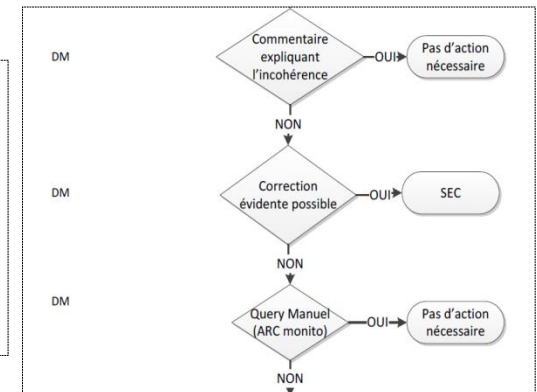 DM
Commentaire
expliquant
l'incohérence
OUI
Pas d'action
nécessaire
NON
DM
Correction
évidente possible
OUI
SEC
NON
DM
Query Manuel
(ARC monito)
OUI
Pas d'action
nécessaire
NON